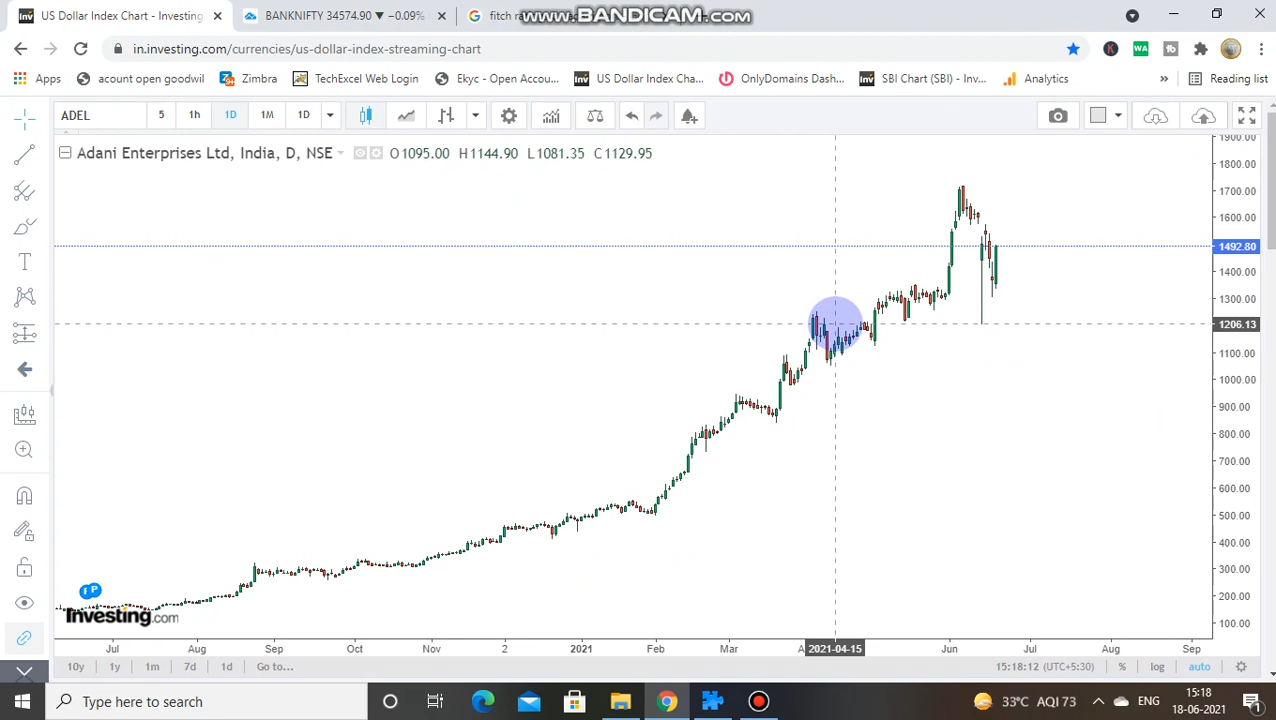 US Dollar Index Chart - Investing.
BANKNIFTY 34574.90 ▼ −0.09%
fitch ra
www.BANDICAM.com
in.investing.com/currencies/us-dollar-index-streaming-chart
Apps
acount open goodwil
Zimbra
TechExcel Web Login
Ekyc - Open Accou...
US Dollar Index Cha...
OnlyDomains Dash...
SBI Chart (SBI) - Inv...
Analytics
»
Reading list
ADEL
5
1h
1D
1M
1D
Adani Enterprises Ltd, India, D, NSE
O1095.00 H1144.90 L1081.35 C1129.95
1900.00
1800.00
1700.00
1600.00
1492.80
1400.00
1300.00
1206.13
1100.00
1000.00
900.00
800.00
700.00
600.00
500.00
400.00
300.00
200.00
100.00
Investing.com
Jul
Aug
Sep
Oct
Nov
2
2021
Feb
Mar
A
2021-04-15
Jun
Jul
Aug
Sep
10y
1y
1m
7d
1d
Go to...
15:18:12 (UTC+5:30)
%
log
auto
Type here to search
33°C AQI 73
ENG
15:18
18-06-2021
1